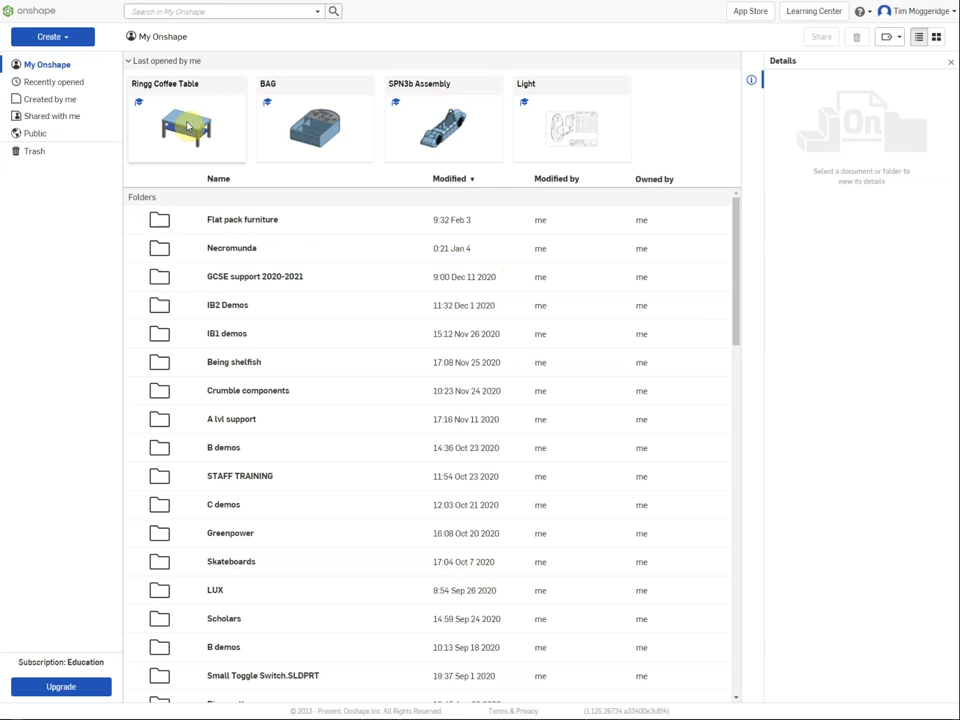 onshape
Search in My Onshape
App Store
Learning Center
Tim Moggeridge
Create
My Onshape
Share
My Onshape
Recently opened
Created by me
Shared with me
Public
Trash
Last opened by me
Details
Ringg Coffee Table
BAG
SPN3b Assembly
Light
On
Select a document or folder to
view its details
Name Modified Modified by Owned by
Folders
Flat pack furniture 9:32 Feb 3 me me
Necromunda 0:21 Jan 4 me me
GCSE support 2020-2021 9:00 Dec 11 2020 me me
IB2 Demos 11:32 Dec 1 2020 me me
IB1 demos 15:12 Nov 26 2020 me me
Being shelfish 17:08 Nov 25 2020 me me
Crumble components 10:23 Nov 24 2020 me me
A lvl support 17:16 Nov 11 2020 me me
B demos 14:36 Oct 23 2020 me me
STAFF TRAINING 11:54 Oct 23 2020 me me
C demos 12:03 Oct 21 2020 me me
Greenpower 16:08 Oct 20 2020 me me
Skateboards 17:04 Oct 7 2020 me me
LUX 8:54 Sep 26 2020 me me
Scholars 14:59 Sep 24 2020 me me
B demos 10:13 Sep 18 2020 me me
Small Toggle Switch.SLDPRT 19:37 Sep 1 2020 me me
Subscription: Education
Upgrade
© 2013 - Present, Onshape Inc. All Rights Reserved.
Terms & Privacy
(1.125.26734.a33400e3c8f4)